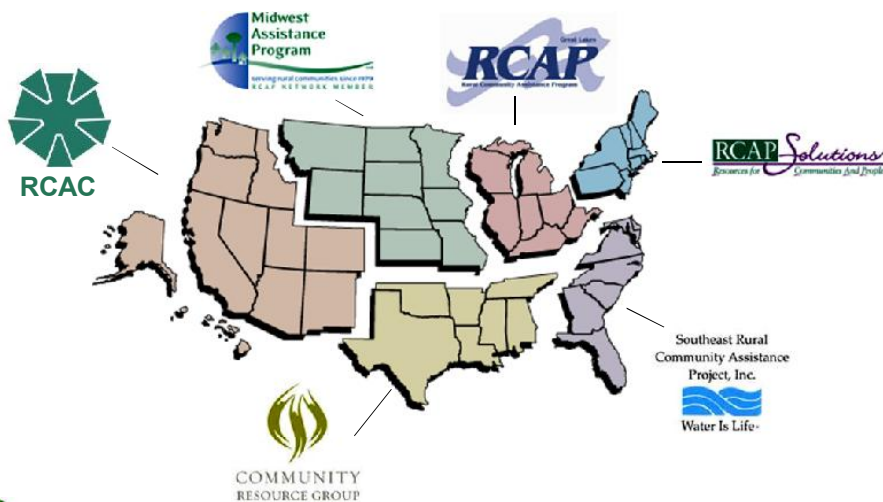 Midwest
Assistance
Program
serving rural communities since 1979
RCAP NETWORK MEMBER
Great Lakes
RCAP
Rural Community Assistance Program
RCAC
RCAP Solutions
Resources for Communities And People
Southeast Rural
Community Assistance
Project, Inc.
Water Is Life
COMMUNITY
RESOURCE GROUP